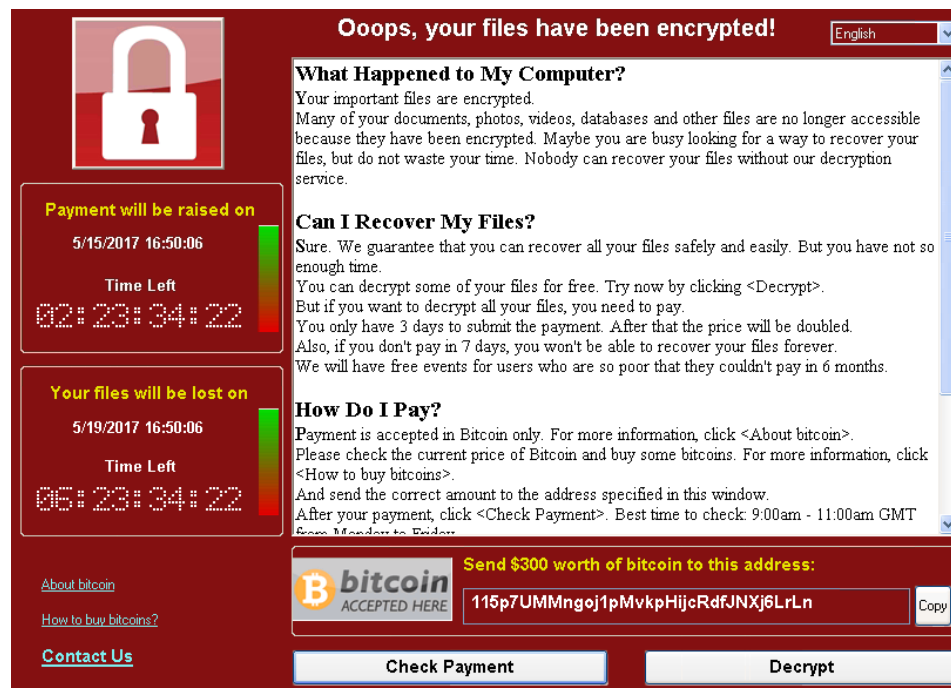 Ooops, your files have been encrypted!
English
What Happened to My Computer?
Your important files are encrypted.
Many of your documents, photos, videos, databases and other files are no longer accessible
because they have been encrypted. Maybe you are busy looking for a way to recover your
files, but do not waste your time. Nobody can recover your files without our decryption
service.
Can I Recover My Files?
Sure. We guarantee that you can recover all your files safely and easily. But you have not so
enough time.
You can decrypt some of your files for free. Try now by clicking <Decrypt>.
But if you want to decrypt all your files, you need to pay.
You only have 3 days to submit the payment. After that the price will be doubled.
Also, if you don't pay in 7 days, you won't be able to recover your files forever.
We will have free events for users who are so poor that they couldn't pay in 6 months.
How Do I Pay?
Payment is accepted in Bitcoin only. For more information, click <About bitcoin>.
Please check the current price of Bitcoin and buy some bitcoins. For more information, click
<How to buy bitcoins>.
And send the correct amount to the address specified in this window.
After your payment, click <Check Payment>. Best time to check: 9:00am - 11:00am GMT
from Monday to Friday
Payment will be raised on
5/15/2017 16:50:06
Time Left
02:23:34:22
Your files will be lost on
5/19/2017 16:50:06
Time Left
06:23:34:22
About bitcoin
How to buy bitcoins?
Contact Us
bitcoin
ACCEPTED HERE
Send $300 worth of bitcoin to this address:
115p7UMMngoj1pMvkpHijcRdfJNXj6LrLn
Copy
Check Payment
Decrypt